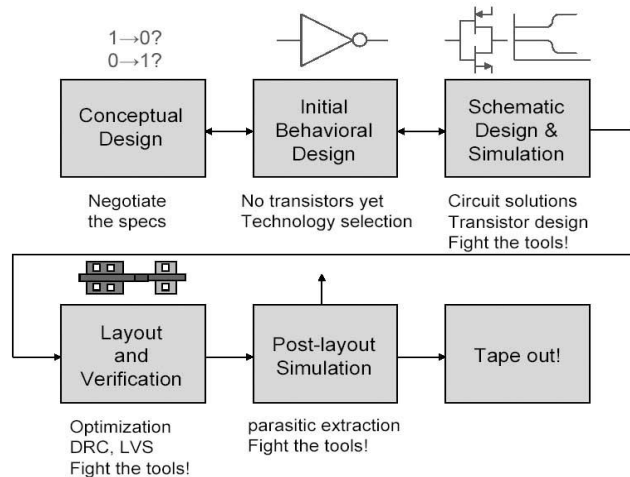 1→0?
0→1?
Conceptual
Design
Initial
Behavioral
Design
Schematic
Design &
Simulation
Negotiate
the specs
No transistors yet
Technology selection
Circuit solutions
Transistor design
Fight the tools!
Layout
and
Verification
Post-layout
Simulation
Tape out!
Optimization
DRC, LVS
Fight the tools!
parasitic extraction
Fight the tools!